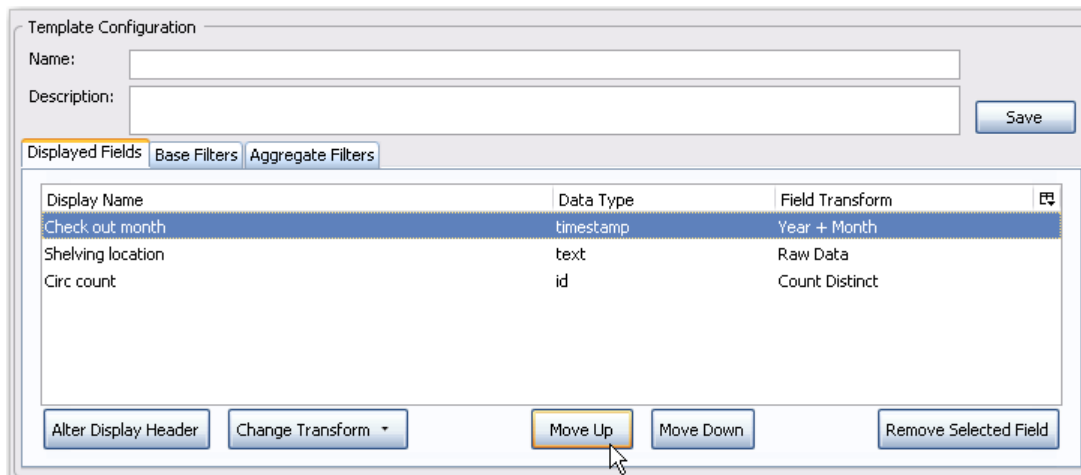 Template Configuration
Name:
Description:
Save
Displayed Fields Base Filters Aggregate Filters
Display Name Data Type Field Transform
Check out month timestamp Year + Month
Shelving location text Raw Data
Circ count id Count Distinct
Alter Display Header Change Transform Move Up Move Down Remove Selected Field